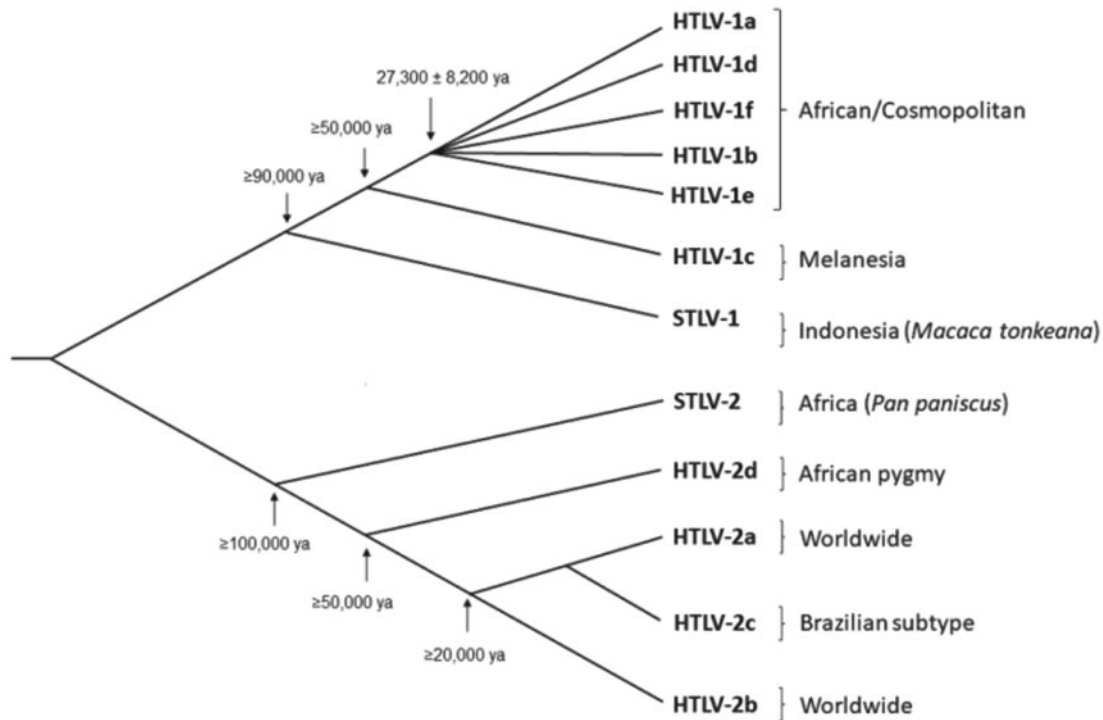 HTLV-1a
27,300 ± 8,200 ya
HTLV-1d
HTLV-1f
African/Cosmopolitan
≥50,000 ya
HTLV-1b
≥90,000 ya
HTLV-1e
HTLV-1c
Melanesia
STLV-1
Indonesia (Macaca tonkeana)
STLV-2
Africa (Pan paniscus)
HTLV-2d
African pygmy
≥100,000 ya
HTLV-2a
Worldwide
≥50,000 ya
HTLV-2c
Brazilian subtype
≥20,000 ya
HTLV-2b
Worldwide